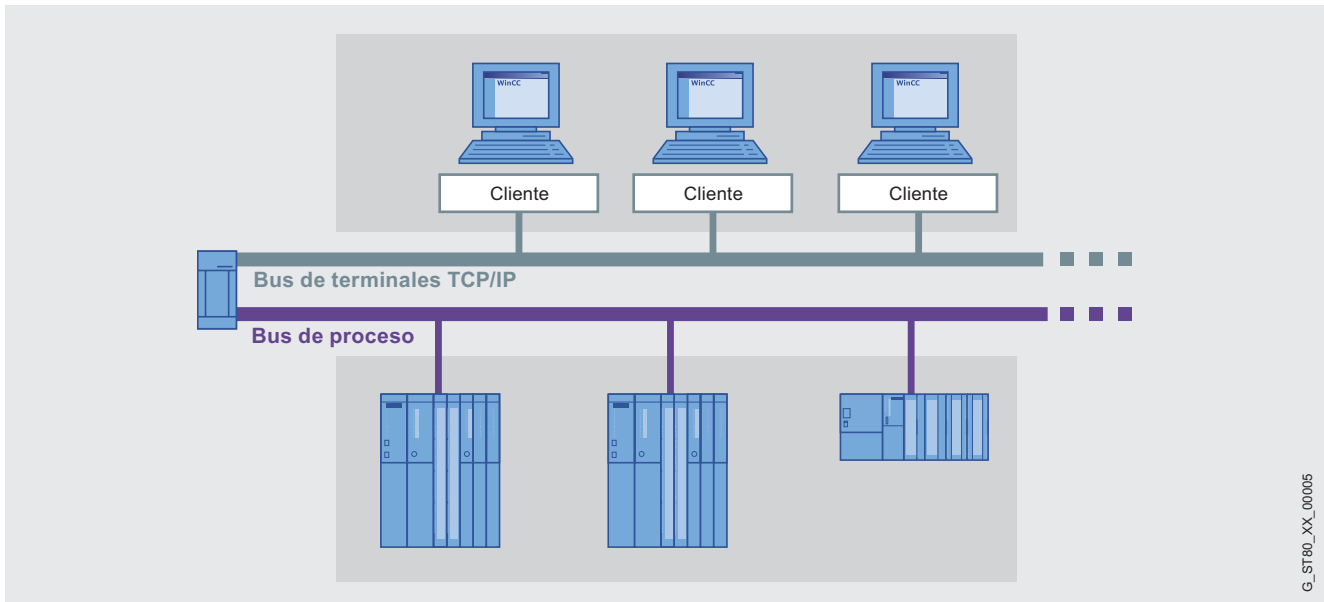 WinCC
WinCC
WinCC
Cliente
Cliente
Cliente
Bus de terminales TCP/IP
Bus de proceso
G_ST80_XX_00005